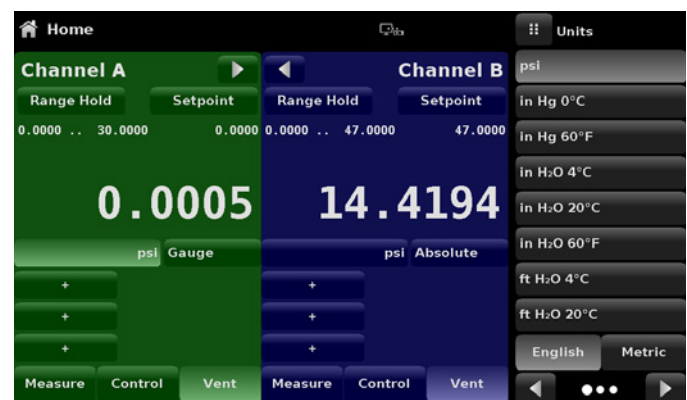 Home
Units
Channel A
Channel B
Range Hold Setpoint
Range Hold Setpoint
0.0000 .. 30.0000 0.0000
0.0000 .. 47.0000 47.0000
0.0005
14.4194
psi Gauge
psi Absolute
+
+
+
+
+
+
Measure Control Vent
Measure Control Vent
psi
in Hg 0°C
in Hg 60°F
in H₂O 4°C
in H₂O 20°C
in H₂O 60°F
ft H₂O 4°C
ft H₂O 20°C
English Metric